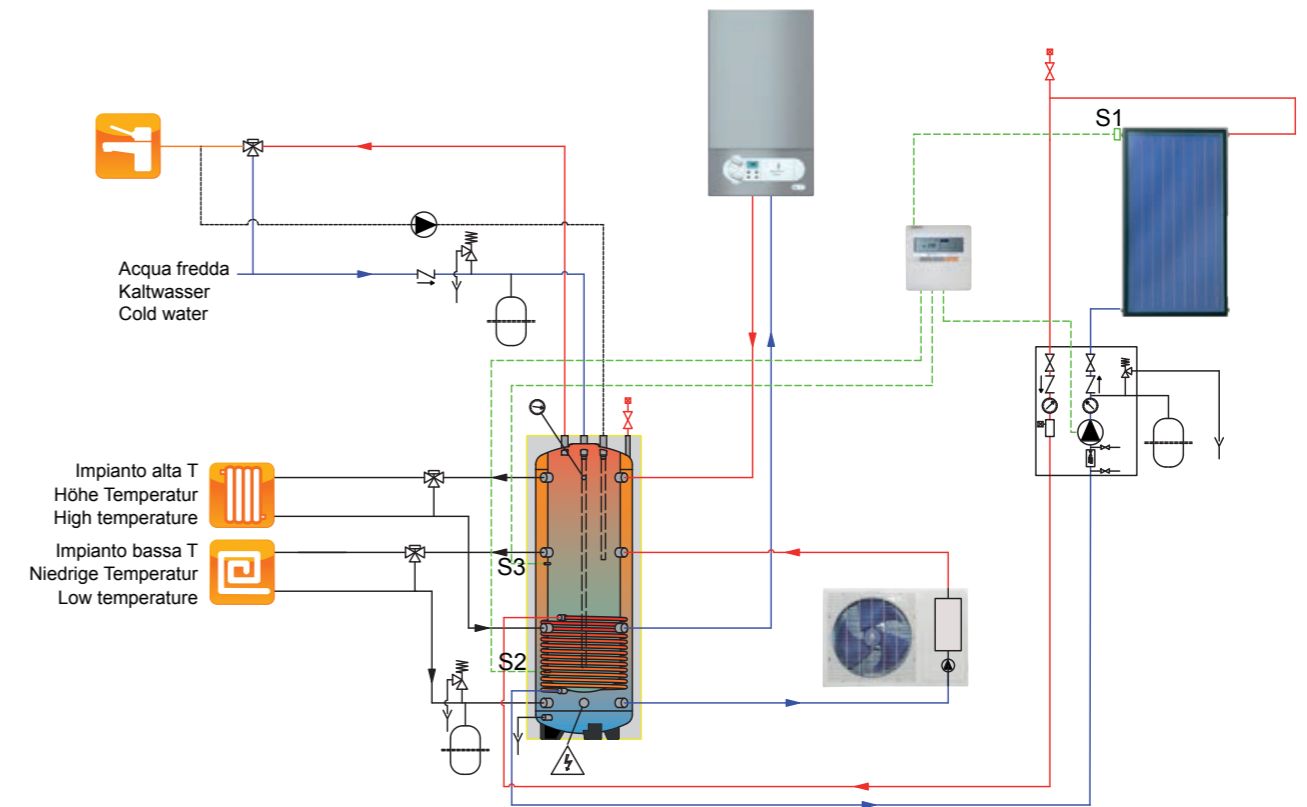 S1
Acqua fredda
Kaltwasser
Cold water
Impianto alta T
Höhe Temperatur
High temperature
Impianto bassa T
Niedrige Temperatur
Low temperature
S3
S2